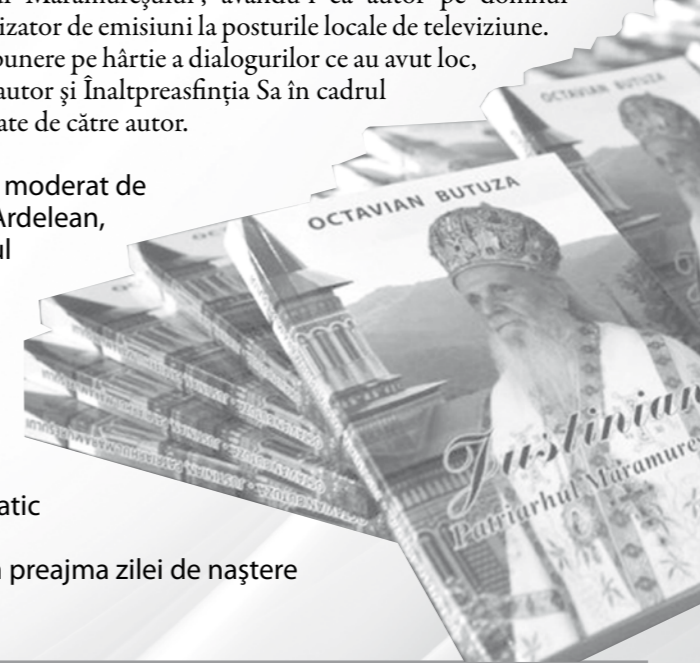 Maramureşului", avându-l ca autor pe domnul
izator de emisiuni la posturile locale de televiziune.
punere pe hârtie a dialogurilor ce au avut loc,
autor şi Înaltpreasfinţia Sa în cadrul
ate de către autor.
moderat de
Ardelean,
ul
atic
preajma zilei de naştere
OCTAVIAN BUTUZA
Justinian
Patriarhul Maramure
OCTAVIAN BUTUZA